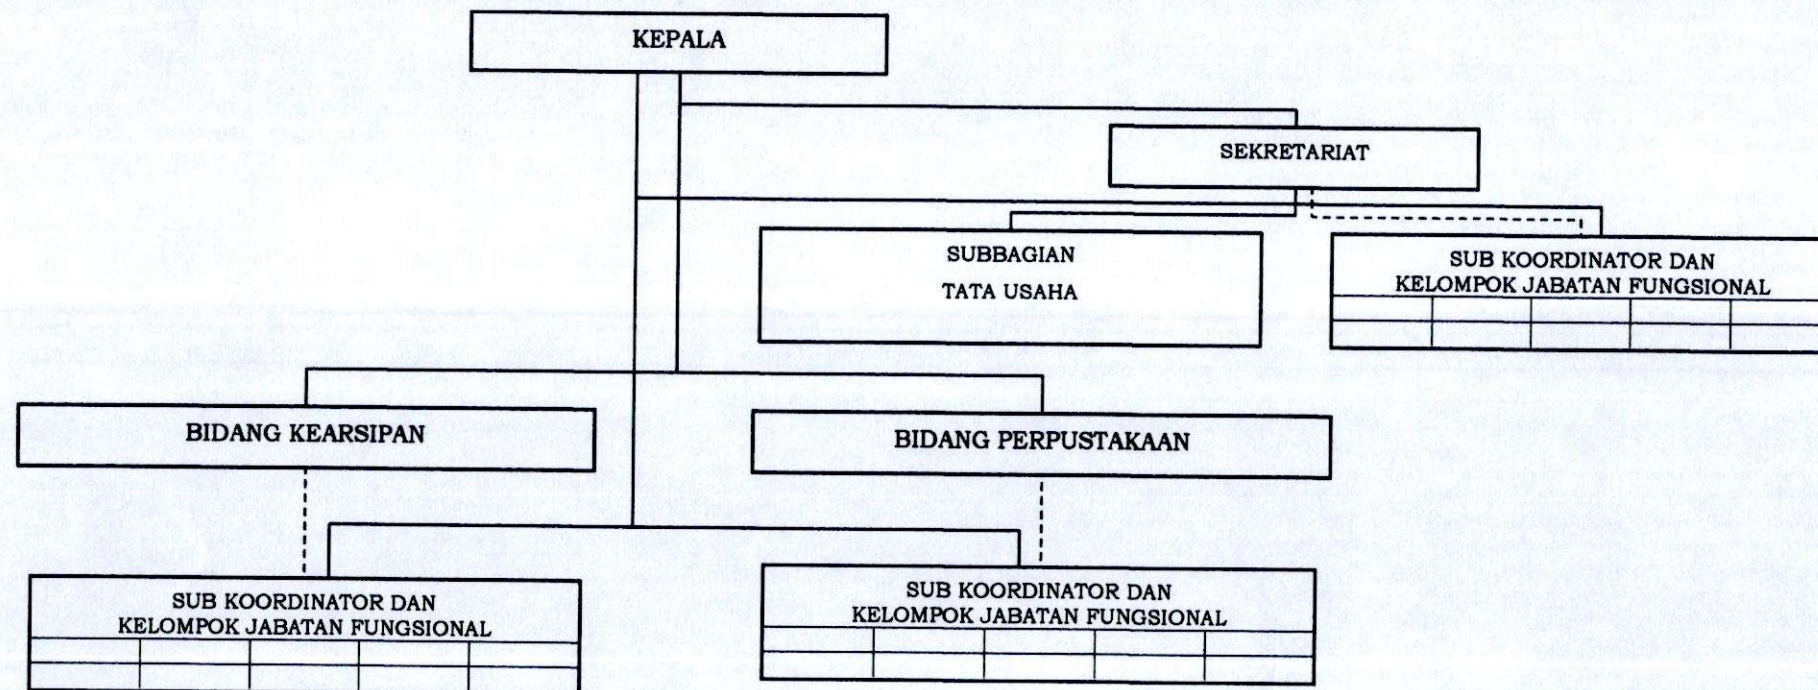 KEPALA
SEKRETARIAT
SUBBAGIAN
TATA USAHA
SUB KOORDINATOR DAN
KELOMPOK JABATAN FUNGSIONAL
BIDANG KEARSIPAN
BIDANG PERPUSTAKAAN
SUB KOORDINATOR DAN
KELOMPOK JABATAN FUNGSIONAL
SUB KOORDINATOR DAN
KELOMPOK JABATAN FUNGSIONAL